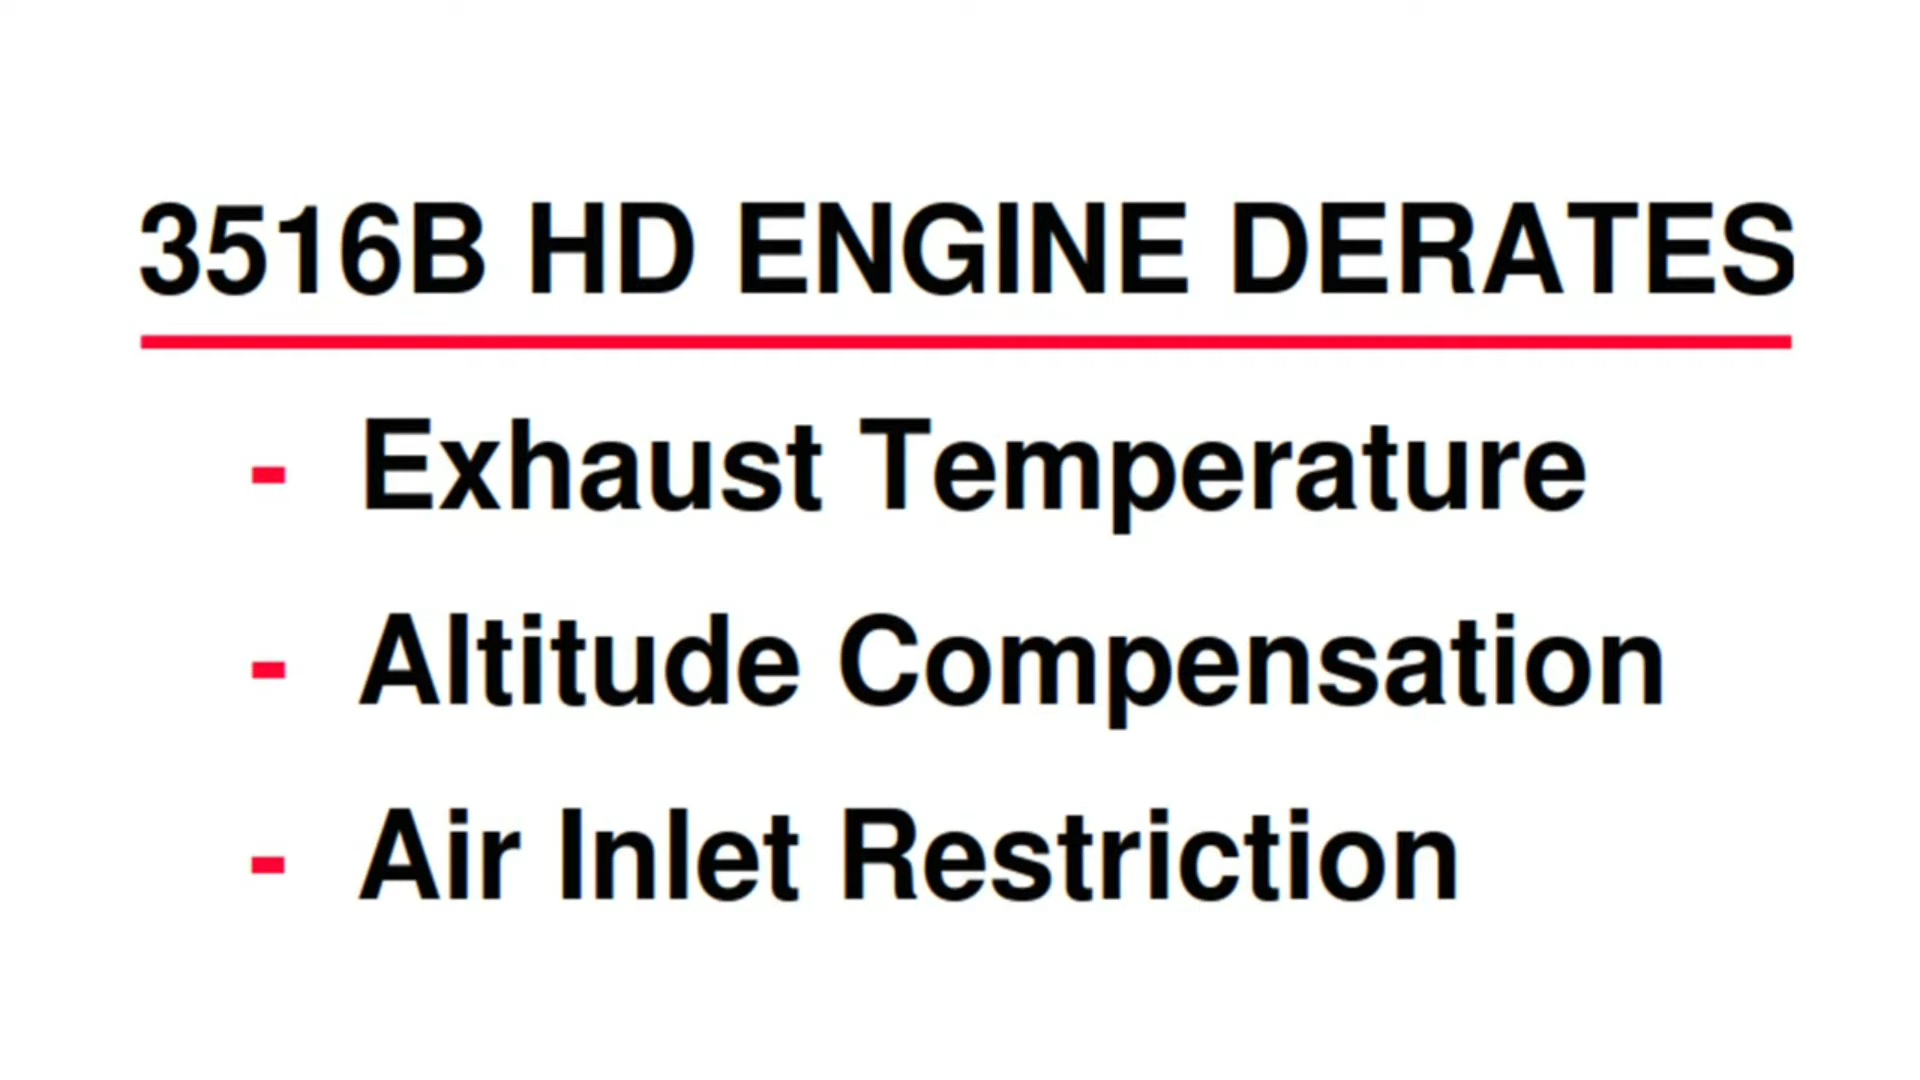 3516B HD ENGINE DERATES
- Exhaust Temperature
- Altitude Compensation
- Air Inlet Restriction